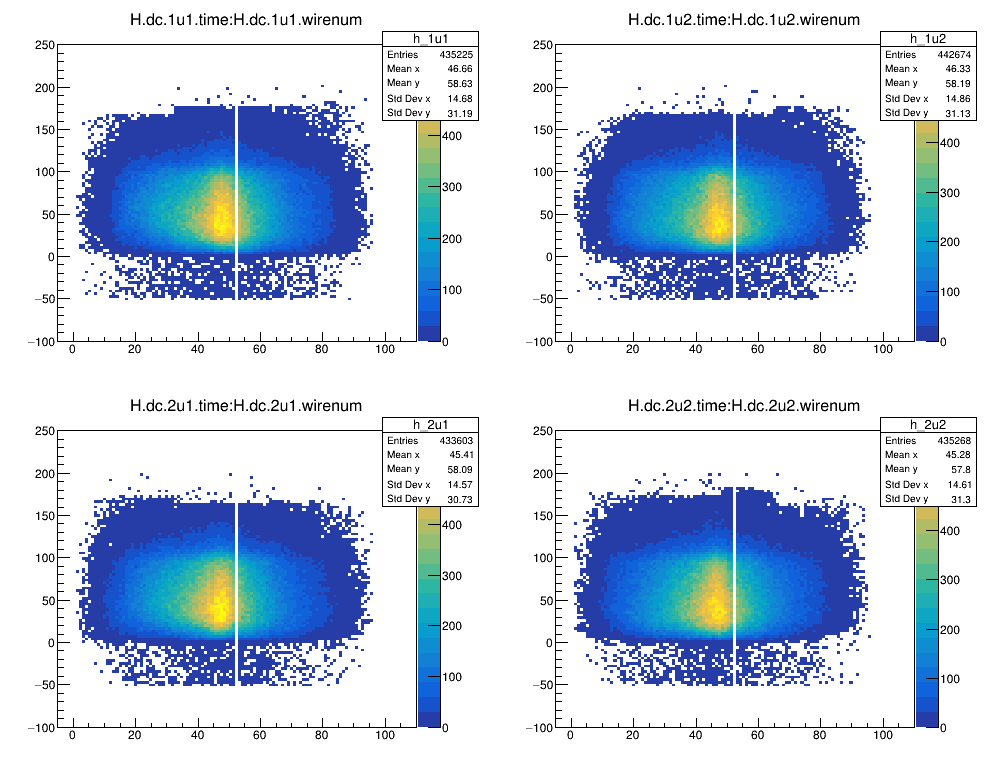 H.dc.1u1.time:H.dc.1u1.wirenum
h_1u1
Entries 435225
Mean x 46.66
Mean y 58.63
Std Dev x 14.68
Std Dev y 31.19
250
200
150
100
50
0
−50
−100
0 20 40 60 80 100
400
300
200
100
0
H.dc.1u2.time:H.dc.1u2.wirenum
h_1u2
Entries 442674
Mean x 46.33
Mean y 58.19
Std Dev x 14.86
Std Dev y 31.13
250
200
150
100
50
0
−50
−100
0 20 40 60 80 100
400
300
200
100
0
H.dc.2u1.time:H.dc.2u1.wirenum
h_2u1
Entries 433603
Mean x 45.41
Mean y 58.09
Std Dev x 14.57
Std Dev y 30.73
250
200
150
100
50
0
−50
−100
0 20 40 60 80 100
400
300
200
100
0
H.dc.2u2.time:H.dc.2u2.wirenum
h_2u2
Entries 435268
Mean x 45.28
Mean y 57.8
Std Dev x 14.61
Std Dev y 31.3
250
200
150
100
50
0
−50
−100
0 20 40 60 80 100
400
300
200
100
0